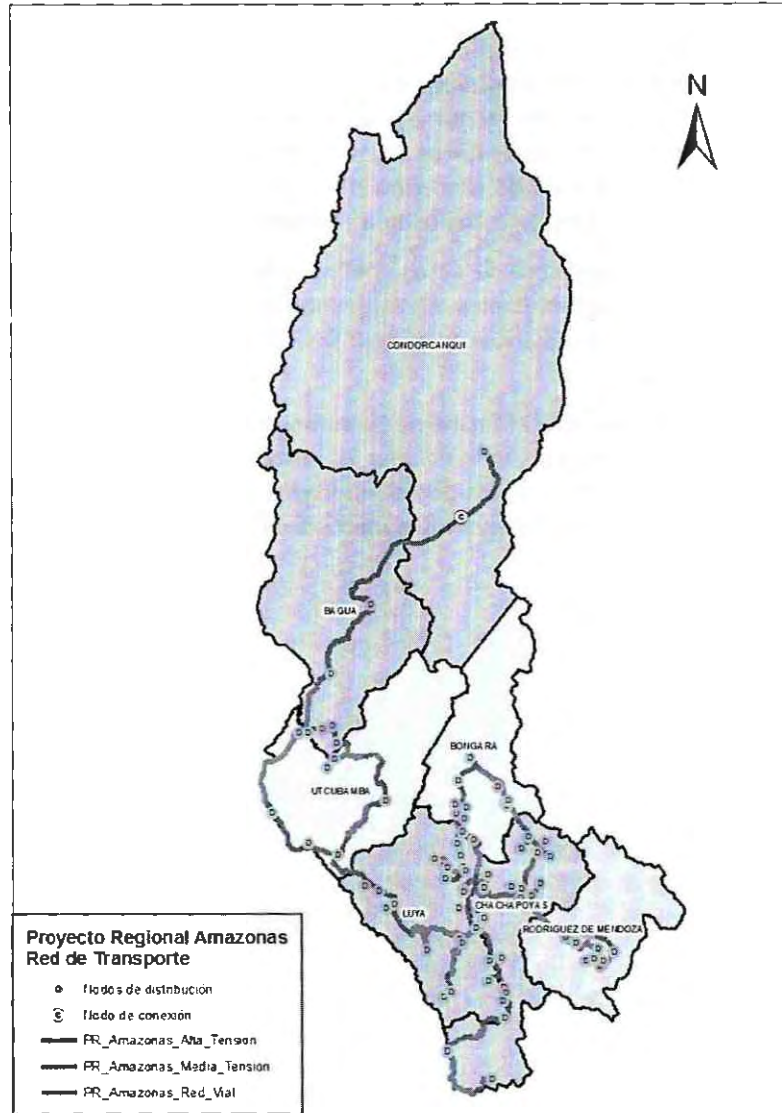 N
CONDORCANQUI
BAGUA
BONGARA
UTCUBAMBA
CHACHAPOYAS
LUYA
RODRIGUEZ DE MENDOZA
Proyecto Regional Amazonas
Red de Transporte
Nodos de distribución
Nodo de conexión
PR_Amazonas_Alta_Tension
PR_Amazonas_Media_Tension
PR_Amazonas_Red_Vial